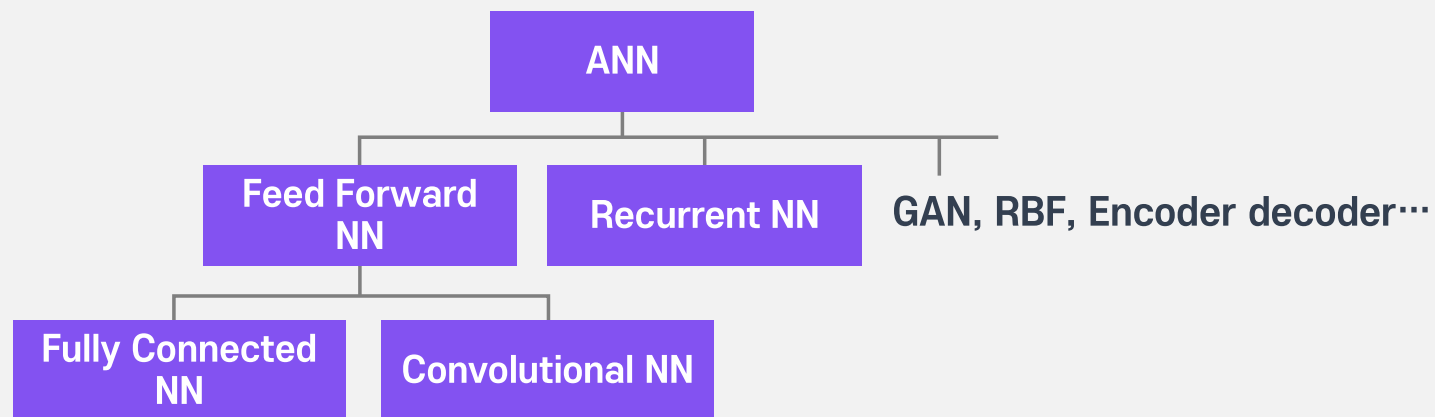 ANN
Feed Forward
NN
Recurrent NN
GAN, RBF, Encoder decoder⋯
Fully Connected
NN
Convolutional NN